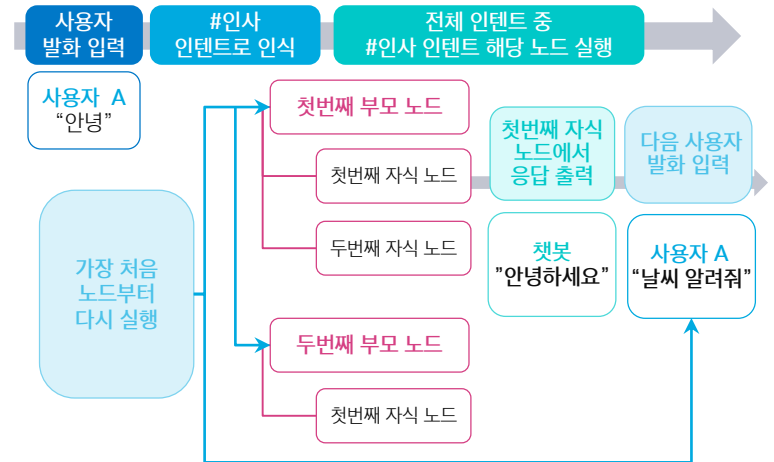 사용자
발화 입력
#인사
인텐트로 인식
전체 인텐트 중
#인사 인텐트 해당 노드 실행
사용자 A
“안녕”
첫번째 부모 노드
첫번째 자식 노드
두번째 자식 노드
첫번째 자식
노드에서
응답 출력
다음 사용자
발화 입력
챗봇
”안녕하세요”
사용자 A
“날씨 알려줘”
가장 처음
노드부터
다시 실행
두번째 부모 노드
첫번째 자식 노드